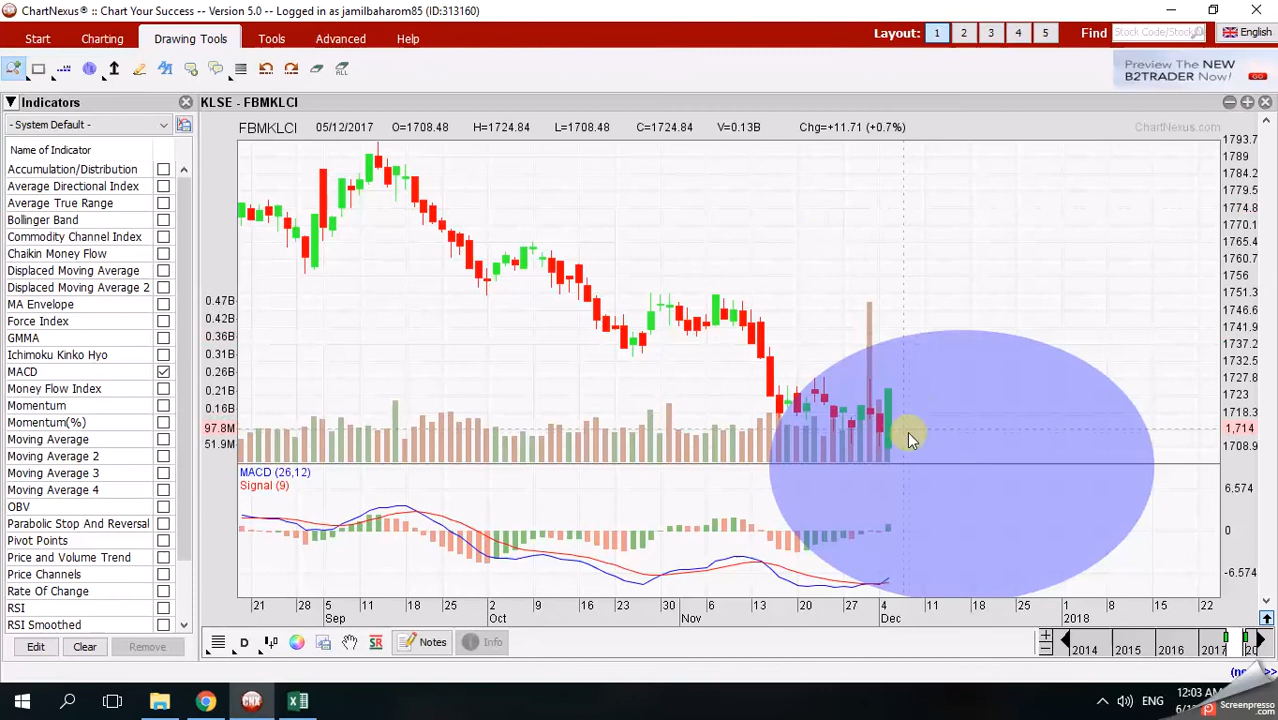 ChartNexus® :: Chart Your Success -- Version 5.0 -- Logged in as jamilbaharom85 (ID:313160)
Start Charting Drawing Tools Tools Advanced Help Layout: 1 2 3 4 5 Find Stock Code/Stock English
ALL
Preview The NEW
B2TRADER Now! GO
Indicators
- System Default -
Name of Indicator
Accumulation/Distribution
Average Directional Index
Average True Range
Bollinger Band
Commodity Channel Index
Chaikin Money Flow
Displaced Moving Average
Displaced Moving Average 2
MA Envelope
Force Index
GMMA
Ichimoku Kinko Hyo
MACD
Money Flow Index
Momentum
Momentum(%)
Moving Average
Moving Average 2
Moving Average 3
Moving Average 4
OBV
Parabolic Stop And Reversal
Pivot Points
Price and Volume Trend
Price Channels
Rate Of Change
RSI
RSI Smoothed
Edit Clear Remove
KLSE - FBMKLCI
FBMKLCI 05/12/2017 O=1708.48 H=1724.84 L=1708.48 C=1724.84 V=0.13B Chg=+11.71 (+0.7%) ChartNexus.com
1793.7
1789
1784.2
1779.5
1774.8
1770.1
1765.4
1760.7
1756
1751.3
1746.6
1741.9
1737.2
1732.5
1727.8
1723
1718.3
1,714
1708.9
0.47B
0.42B
0.36B
0.31B
0.26B
0.21B
0.16B
97.8M
51.9M
MACD (26,12)
Signal (9)
6.574
0
-6.574
21 28 5 11 18 25 2 9 16 23 30 6 13 20 27 4 11 18 25 1 8 15 22
Sep Oct Nov Dec 2018
D SR Notes Info
2014 2015 2016 2017
ENG
12:03 AM
Screenpresso
.com